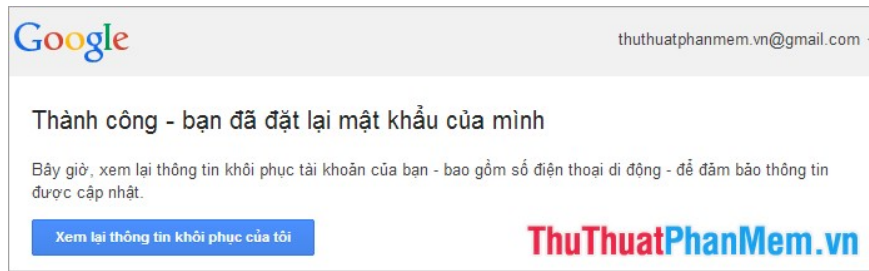 Google
thuthuatphanmem.vn@gmail.com
Thành công - bạn đã đặt lại mật khẩu của mình
Bây giờ, xem lại thông tin khôi phục tài khoản của bạn - bao gồm số điện thoại di động - để đảm bảo thông tin
được cập nhật.
Xem lại thông tin khôi phục của tôi
ThuThuatPhanMem.vn